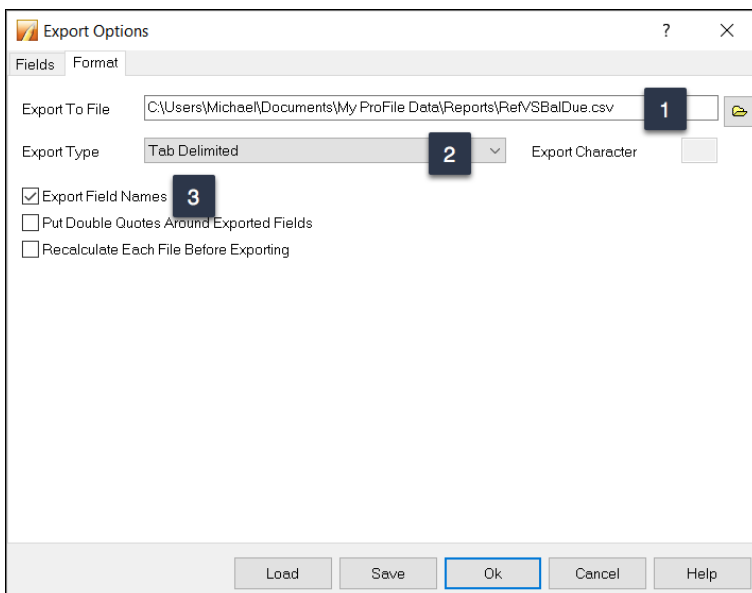 Export Options ?
Fields Format
Export To File C:\Users\Michael\Documents\My ProFile Data\Reports\RefVSBalDue.csv 1
Export Type Tab Delimited 2 Export Character
Export Field Names 3
Put Double Quotes Around Exported Fields
Recalculate Each File Before Exporting
Load Save Ok Cancel Help